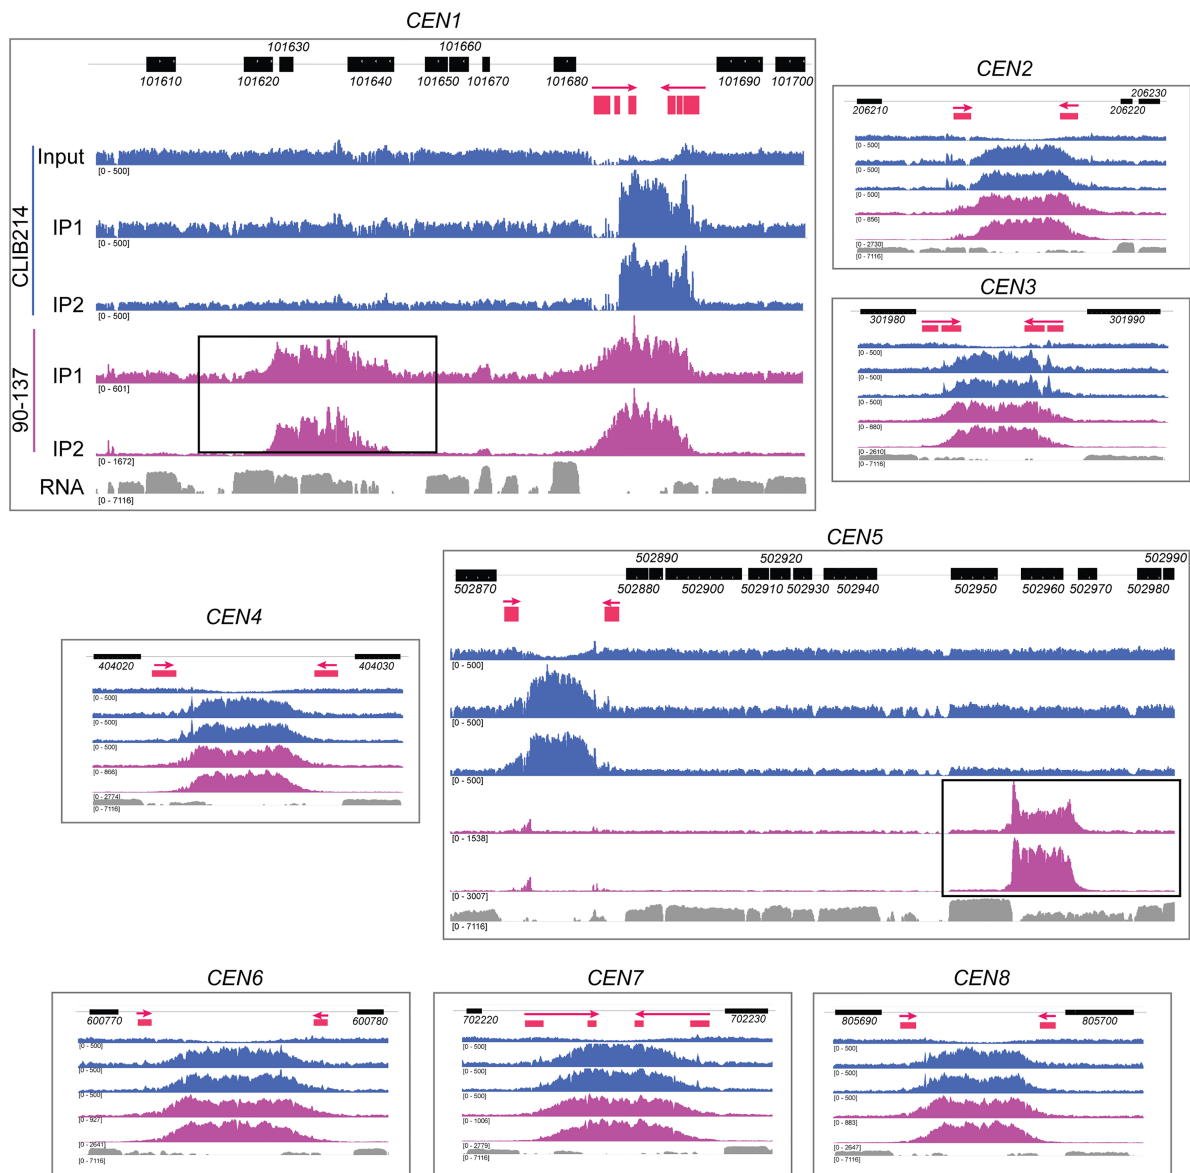 CEN1
101630 101660
101610 101620 101640 101650 101670 101680 101690 101700
CLIB214
Input
[0 - 500]
IP1
[0 - 500]
IP2
[0 - 500]
90-137
IP1
[0 - 601]
IP2
[0 - 1672]
RNA
[0 - 7116]
CEN2
206230
206210 206220
[0 - 500]
[0 - 500]
[0 - 500]
[0 - 856]
[0 - 2730]
[0 - 7116]
CEN3
301980 301990
[0 - 500]
[0 - 500]
[0 - 500]
[0 - 880]
[0 - 2610]
[0 - 7116]
CEN4
404020 404030
[0 - 500]
[0 - 500]
[0 - 500]
[0 - 866]
[0 - 2774]
[0 - 7116]
CEN5
502890 502920 502990
502870 502880 502900 502910 502930 502940 502950 502960 502970 502980
[0 - 500]
[0 - 500]
[0 - 500]
[0 - 1538]
[0 - 3007]
[0 - 7116]
CEN6
600770 600780
[0 - 500]
[0 - 500]
[0 - 500]
[0 - 927]
[0 - 2641]
[0 - 7116]
CEN7
702220 702230
[0 - 500]
[0 - 500]
[0 - 500]
[0 - 1006]
[0 - 2779]
[0 - 7116]
CEN8
805690 805700
[0 - 500]
[0 - 500]
[0 - 500]
[0 - 883]
[0 - 2647]
[0 - 7116]